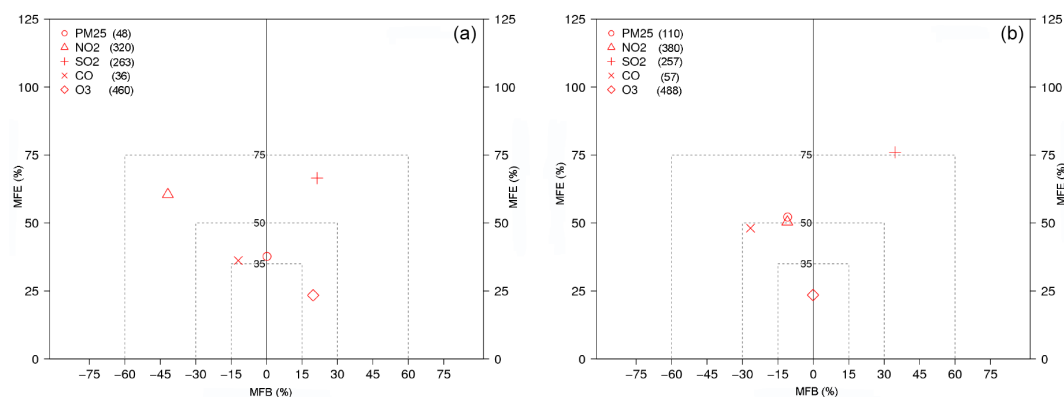 (a)
PM25 (48)
NO2 (320)
SO2 (263)
CO (36)
O3 (460)
125
100
75
50
25
0
MFE (%)
75
50
35
125
100
75
50
25
0
MFE (%)
−75 −60 −45 −30 −15 0 15 30 45 60 75
MFB (%)
(b)
PM25 (110)
NO2 (380)
SO2 (257)
CO (57)
O3 (488)
125
100
75
50
25
0
MFE (%)
75
50
35
125
100
75
50
25
0
MFE (%)
−75 −60 −45 −30 −15 0 15 30 45 60 75
MFB (%)